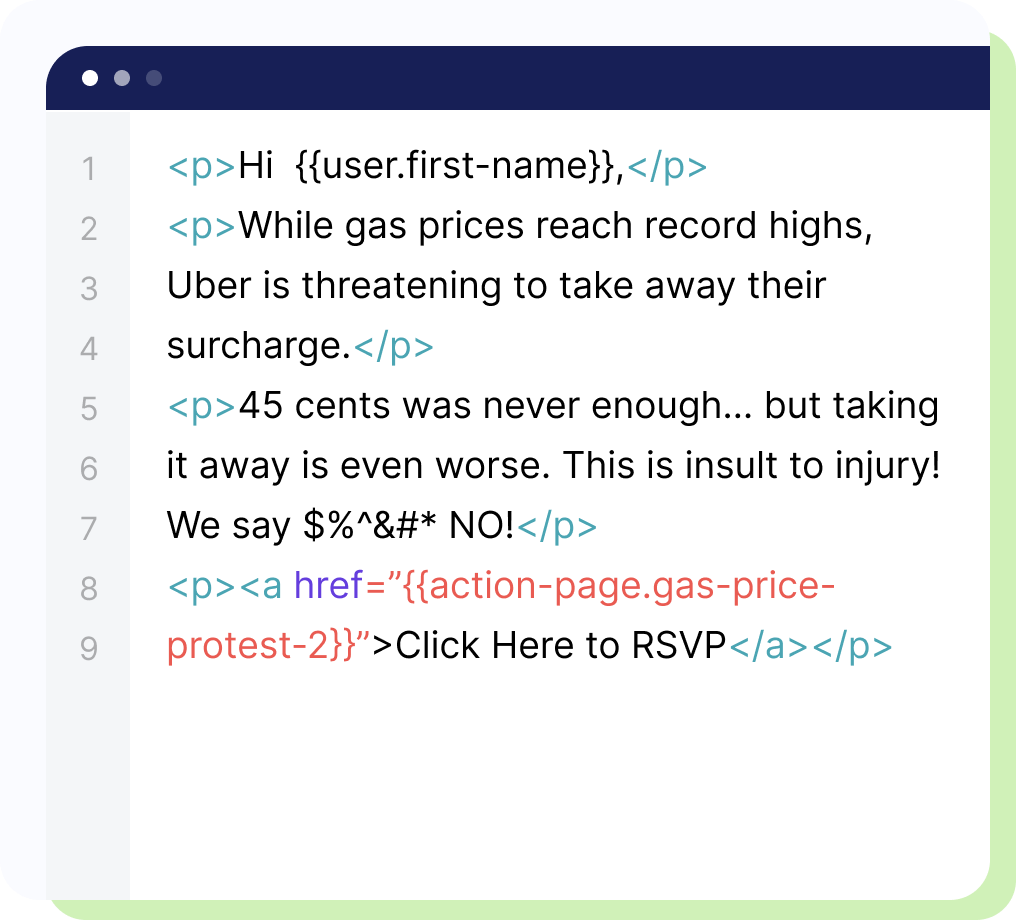 1 <p>Hi  {{user.first-name}},</p>
2 <p>While gas prices reach record highs,
3 Uber is threatening to take away their
4 surcharge.</p>
5 <p>45 cents was never enough... but taking
6 it away is even worse. This is insult to injury!
7 We say $%^&#* NO!</p>
8 <p><a href=”{{action-page.gas-price-
9 protest-2}}”>Click Here to RSVP</a></p>